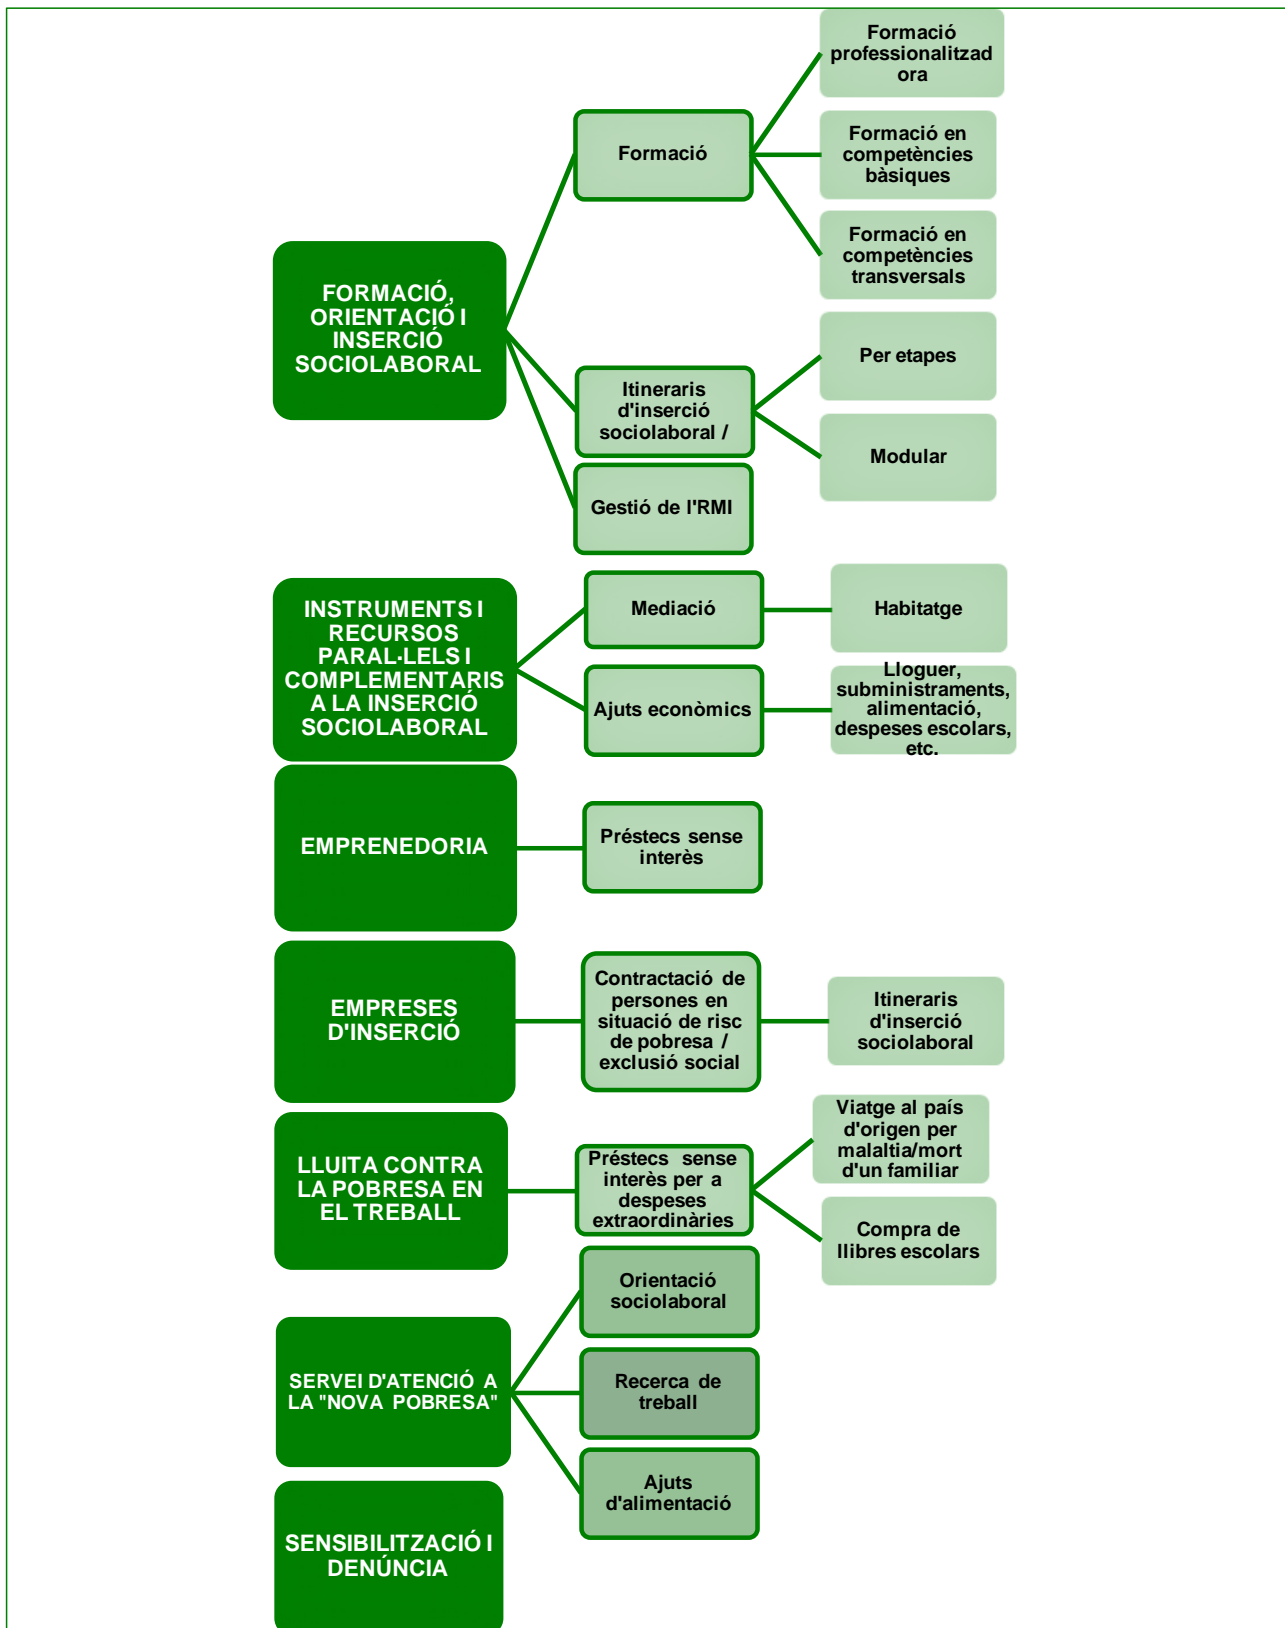 FORMACIÓ,
ORIENTACIÓ I
INSERCIÓ
SOCIOLABORAL
Formació
Formació
professionalitzad
ora
Formació en
competències
bàsiques
Formació en
competències
transversals
Itineraris
d'inserció
sociolaboral /
Per etapes
Modular
Gestió de l'RMI
INSTRUMENTS I
RECURSOS
PARAL·LELS I
COMPLEMENTARIS
A LA INSERCIÓ
SOCIOLABORAL
Mediació
Habitatge
Ajuts econòmics
Lloguer,
subministraments,
alimentació,
despeses escolars,
etc.
EMPRENEDORIA
Préstecs sense
interès
EMPRESES
D'INSERCIÓ
Contractació de
persones en
situació de risc
de pobresa /
exclusió social
Itineraris
d'inserció
sociolaboral
LLUITA CONTRA
LA POBRESA EN
EL TREBALL
Préstecs sense
interès per a
despeses
extraordinàries
Viatge al país
d'origen per
malaltia/mort
d'un familiar
Compra de
llibres escolars
SERVEI D'ATENCIÓ A
LA "NOVA POBRESA"
Orientació
sociolaboral
Recerca de
treball
Ajuts
d'alimentació
SENSIBILITZACIÓ I
DENÚNCIA